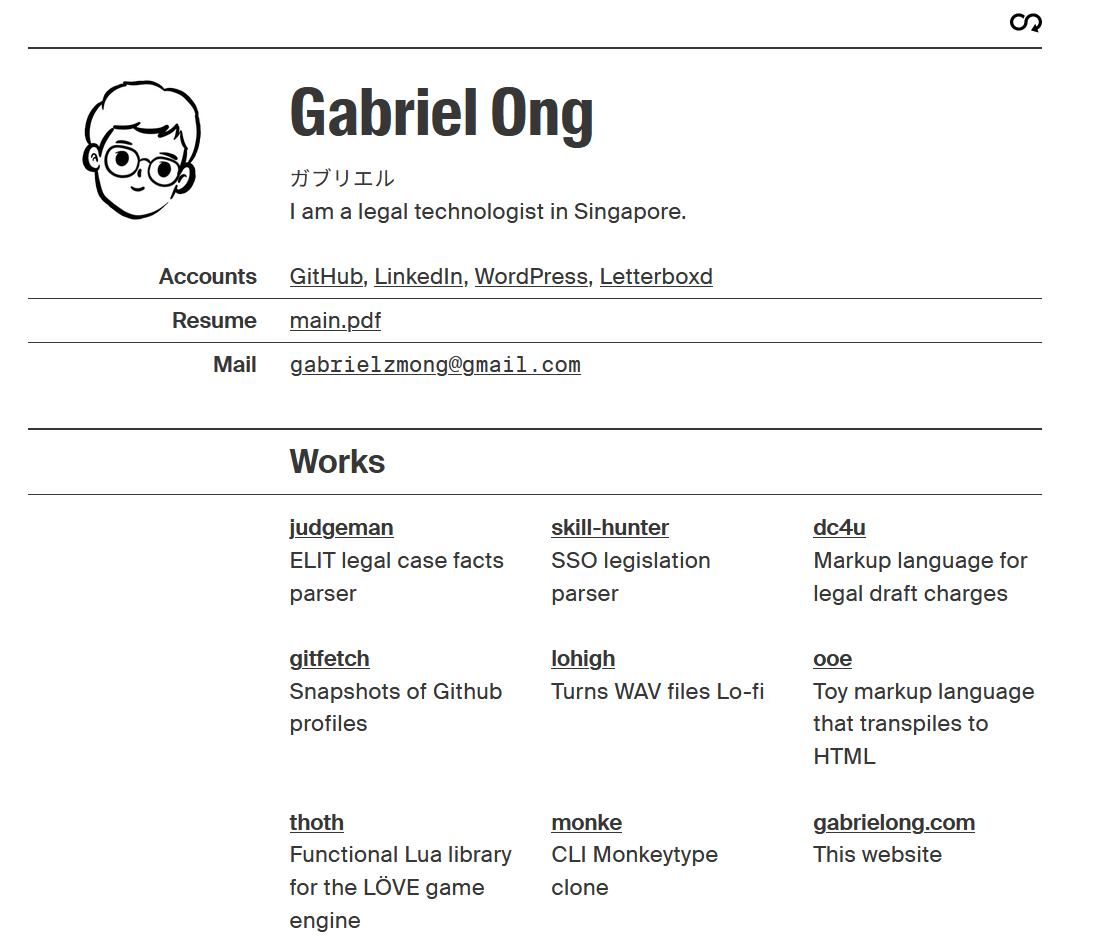 Gabriel Ong
ガブリエル
I am a legal technologist in Singapore.
Accounts GitHub, LinkedIn, WordPress, Letterboxd
Resume main.pdf
Mail gabrielzmong@gmail.com
Works
judgeman
ELIT legal case facts
parser
skill-hunter
SSO legislation
parser
dc4u
Markup language for
legal draft charges
gitfetch
Snapshots of Github
profiles
lohigh
Turns WAV files Lo-fi
ooe
Toy markup language
that transpiles to
HTML
thoth
Functional Lua library
for the LÖVE game
engine
monke
CLI Monkeytype
clone
gabrielong.com
This website